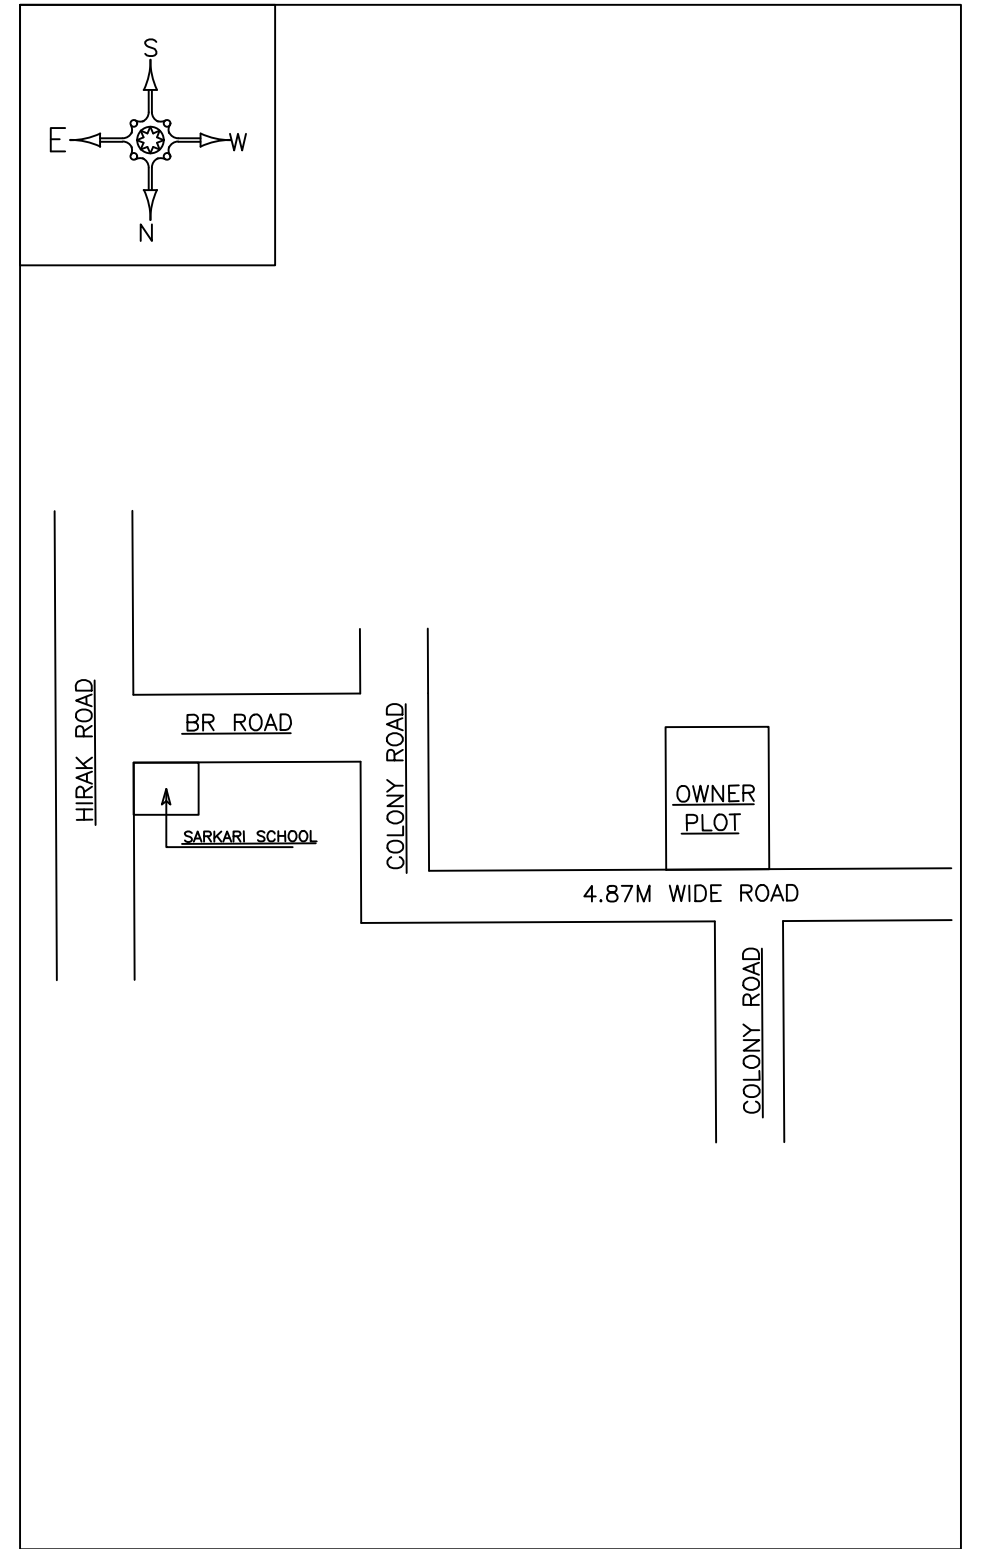 S
E
W
N
HIRAK ROAD
BR ROAD
COLONY ROAD
SARKARI SCHOOL
OWNER
PLOT
4.87M WIDE ROAD
COLONY ROAD